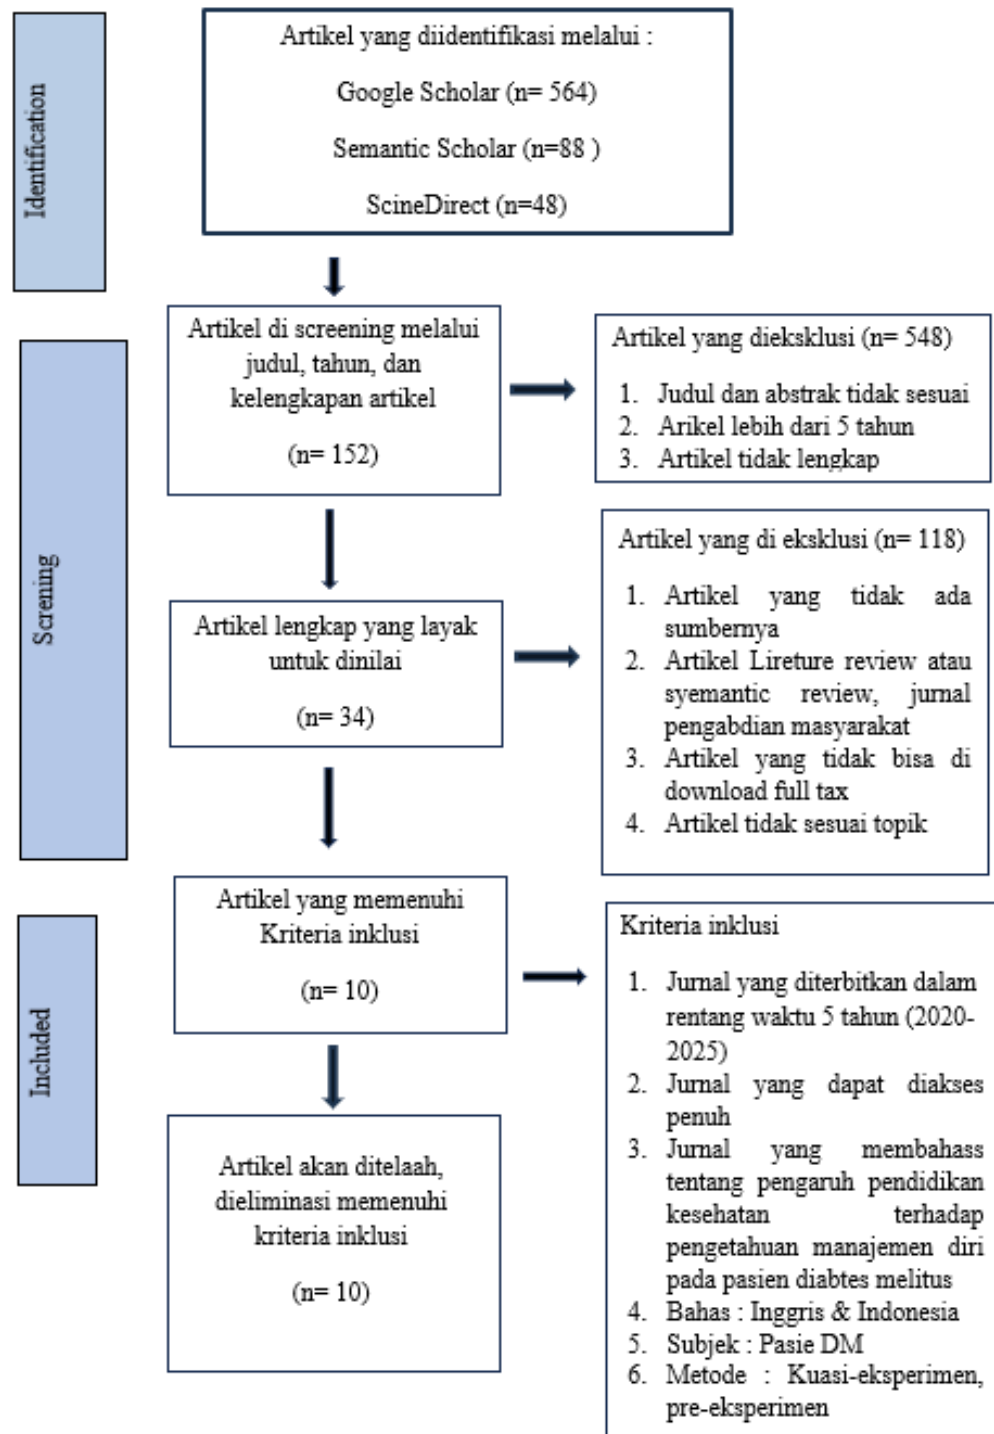 Identification
Artikel yang diidentifikasi melalui :
Google Scholar (n= 564)
Semantic Scholar (n=88 )
ScineDirect (n=48)
Screning
Artikel di screening melalui
judul, tahun, dan
kelengkapan artikel
(n= 152)
Artikel yang dieksklusi (n= 548)
1. Judul dan abstrak tidak sesuai
2. Arikel lebih dari 5 tahun
3. Artikel tidak lengkap
Artikel lengkap yang layak
untuk dinilai
(n= 34)
Artikel yang di eksklusi (n= 118)
1. Artikel yang tidak ada
sumbernya
2. Artikel Lireture review atau
syemantic review, jurnal
pengabdian masyarakat
3. Artikel yang tidak bisa di
download full tax
4. Artikel tidak sesuai topik
Included
Artikel yang memenuhi
Kriteria inklusi
(n= 10)
Kriteria inklusi
1. Jurnal yang diterbitkan dalam
rentang waktu 5 tahun (2020-
2025)
2. Jurnal yang dapat diakses
penuh
3. Jurnal yang membahass
tentang pengaruh pendidikan
kesehatan terhadap
pengetahuan manajemen diri
pada pasien diabtes melitus
4. Bahas : Inggris & Indonesia
5. Subjek : Pasie DM
6. Metode : Kuasi-eksperimen,
pre-eksperimen
Artikel akan ditelaah,
dieliminasi memenuhi
kriteria inklusi
(n= 10)